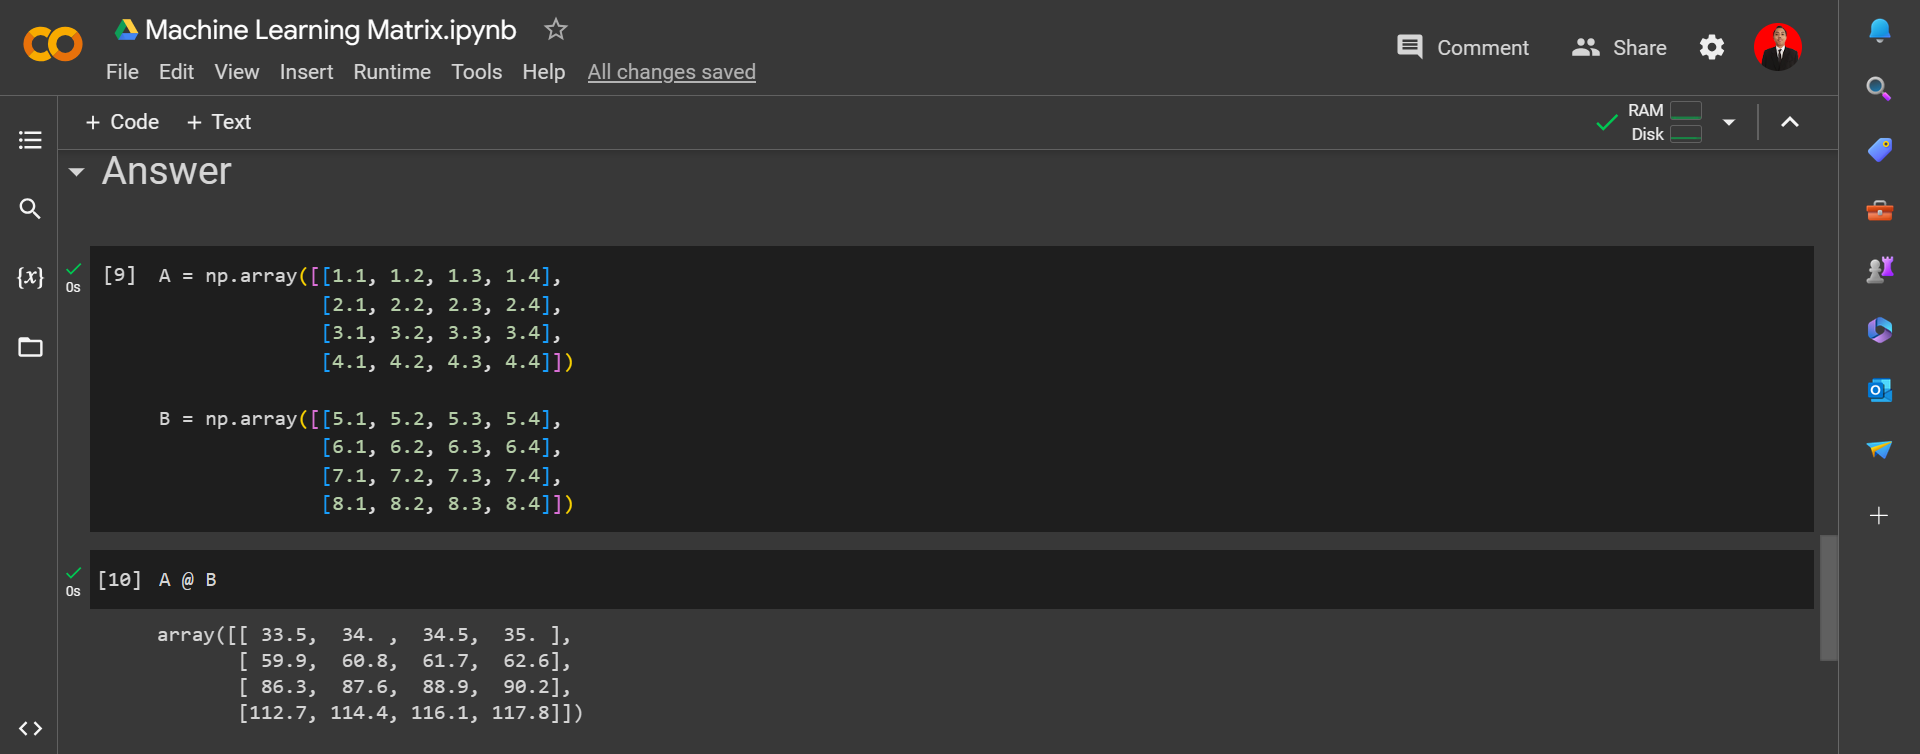 Machine Learning Matrix.ipynb
File Edit View Insert Runtime Tools Help All changes saved
Comment Share
+ Code + Text
RAM
Disk
Answer
{x}
0s
[9] A = np.array([[1.1, 1.2, 1.3, 1.4],
[2.1, 2.2, 2.3, 2.4],
[3.1, 3.2, 3.3, 3.4],
[4.1, 4.2, 4.3, 4.4]])
B = np.array([[5.1, 5.2, 5.3, 5.4],
[6.1, 6.2, 6.3, 6.4],
[7.1, 7.2, 7.3, 7.4],
[8.1, 8.2, 8.3, 8.4]])
0s
[10] A @ B
array([[ 33.5,  34. ,  34.5,  35. ],
[ 59.9,  60.8,  61.7,  62.6],
[ 86.3,  87.6,  88.9,  90.2],
[112.7, 114.4, 116.1, 117.8]])